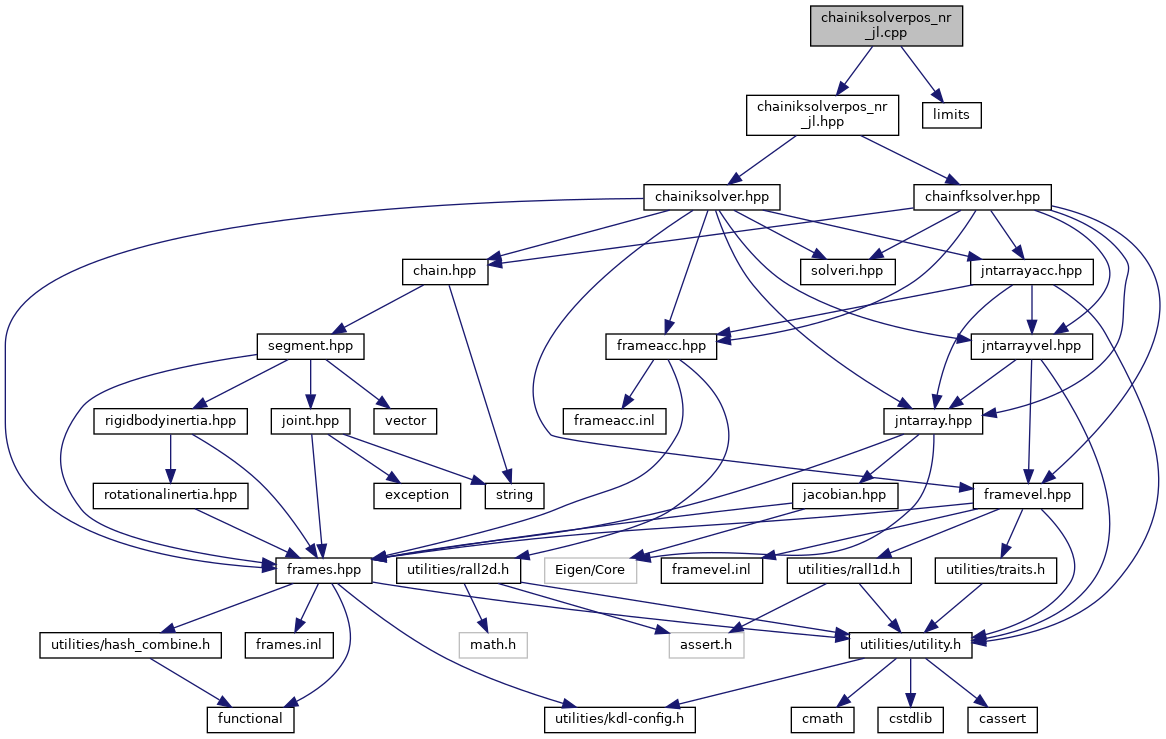 chainiksolverpos_nr
_jl.cpp
chainiksolverpos_nr
_jl.hpp
limits
chainiksolver.hpp
chainfksolver.hpp
chain.hpp
solveri.hpp
jntarrayacc.hpp
segment.hpp
frameacc.hpp
jntarrayvel.hpp
rigidbodyinertia.hpp
joint.hpp
vector
frameacc.inl
jntarray.hpp
rotationalinertia.hpp
exception
string
jacobian.hpp
framevel.hpp
frames.hpp
utilities/rall2d.h
Eigen/Core
framevel.inl
utilities/rall1d.h
utilities/traits.h
utilities/hash_combine.h
frames.inl
math.h
assert.h
utilities/utility.h
functional
utilities/kdl-config.h
cmath
cstdlib
cassert